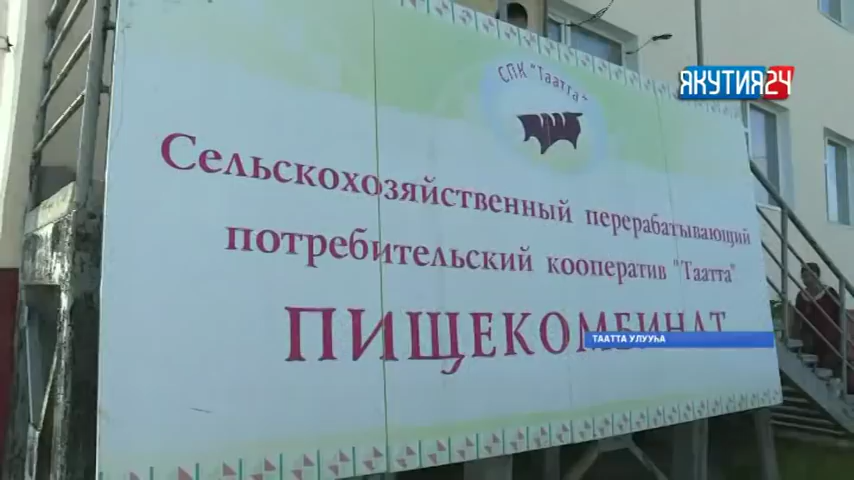 СПК "Таатта"
ЯКУТИЯ24
Сельскохозяйственный перерабатывающий
потребительский кооператив "Таатта"
ПИЩЕКОМБИНАТ
ТААТТА УЛУУҺА